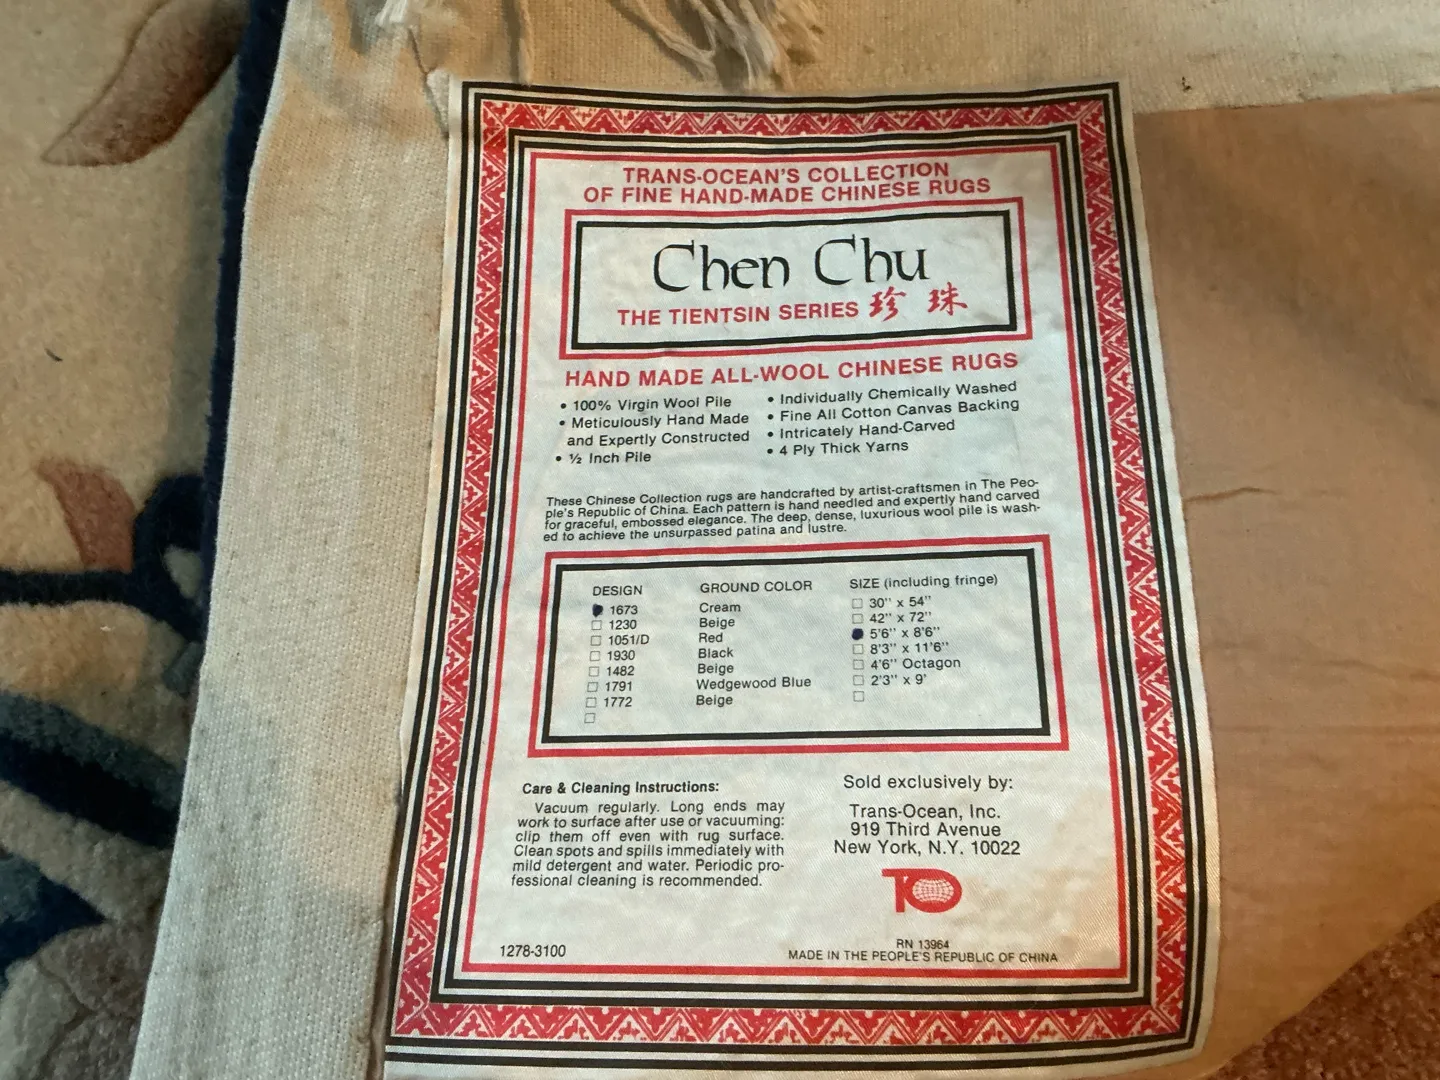 TRANS-OCEAN'S COLLECTION
OF FINE HAND-MADE CHINESE RUGS
Chen Chu
THE TIENTSIN SERIES 珍 珠
HAND MADE ALL-WOOL CHINESE RUGS
• 100% Virgin Wool Pile
• Meticulously Hand Made
and Expertly Constructed
• ½ Inch Pile
• Individually Chemically Washed
• Fine All Cotton Canvas Backing
• Intricately Hand-Carved
• 4 Ply Thick Yarns
These Chinese Collection rugs are handcrafted by artist-craftsmen in The Peo-
ple's Republic of China. Each pattern is hand needled and expertly hand carved
for graceful, embossed elegance. The deep, dense, luxurious wool pile is wash-
ed to achieve the unsurpassed patina and lustre.
DESIGN GROUND COLOR SIZE (including fringe)
1673 Cream 30" x 54"
1230 Beige 42" x 72"
1051/D Red 5'6" x 8'6"
1930 Black 8'3" x 11'6"
1482 Beige 4'6" Octagon
1791 Wedgewood Blue 2'3" x 9'
1772 Beige
Care & Cleaning Instructions:
Vacuum regularly. Long ends may
work to surface after use or vacuuming:
clip them off even with rug surface.
Clean spots and spills immediately with
mild detergent and water. Periodic pro-
fessional cleaning is recommended.
Sold exclusively by:
Trans-Ocean, Inc.
919 Third Avenue
New York, N.Y. 10022
TO
1278-3100
RN 13964
MADE IN THE PEOPLE'S REPUBLIC OF CHINA